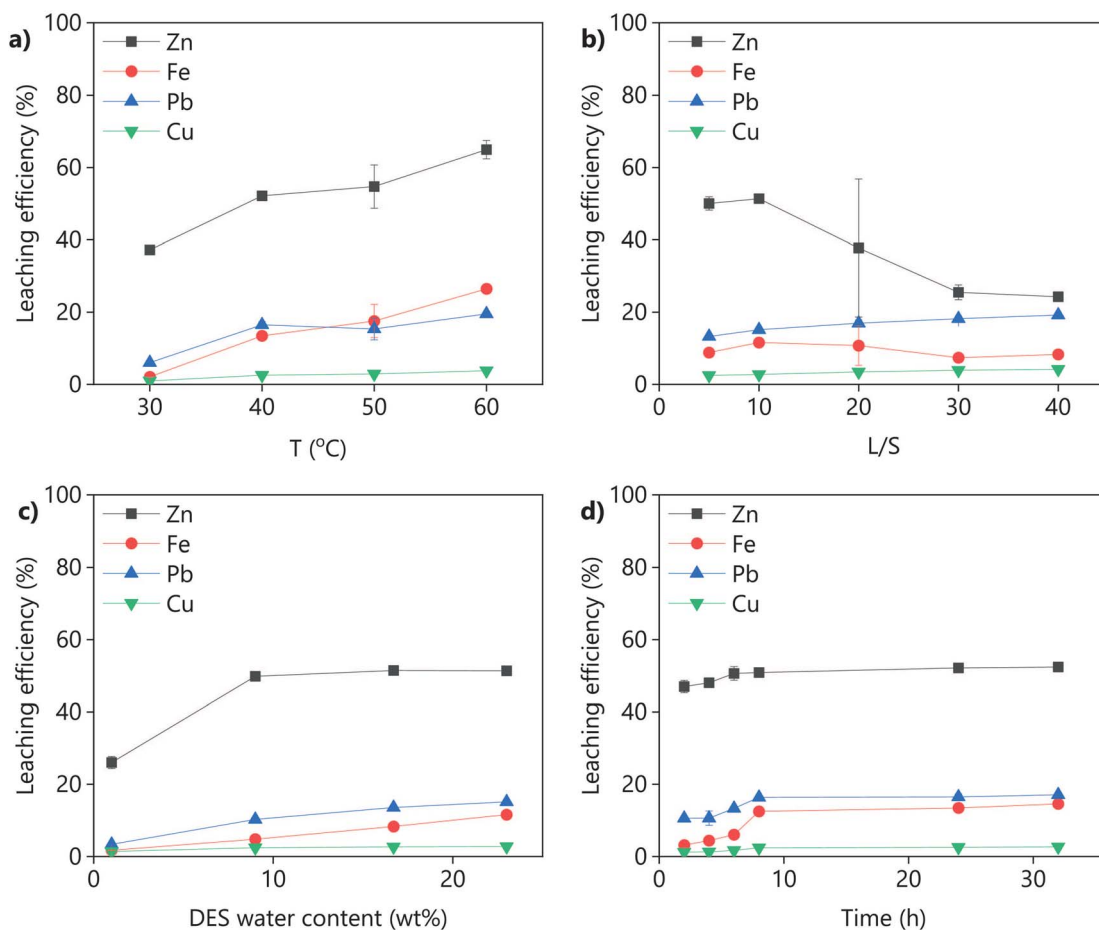 a)
Zn
Fe
Pb
Cu
Leaching efficiency (%)
100
80
60
40
20
0
30 40 50 60
T (°C)
b)
Zn
Fe
Pb
Cu
Leaching efficiency (%)
100
80
60
40
20
0
0 10 20 30 40
L/S
c)
Zn
Fe
Pb
Cu
Leaching efficiency (%)
100
80
60
40
20
0
0 10 20
DES water content (wt%)
d)
Zn
Fe
Pb
Cu
Leaching efficiency (%)
100
80
60
40
20
0
0 10 20 30
Time (h)